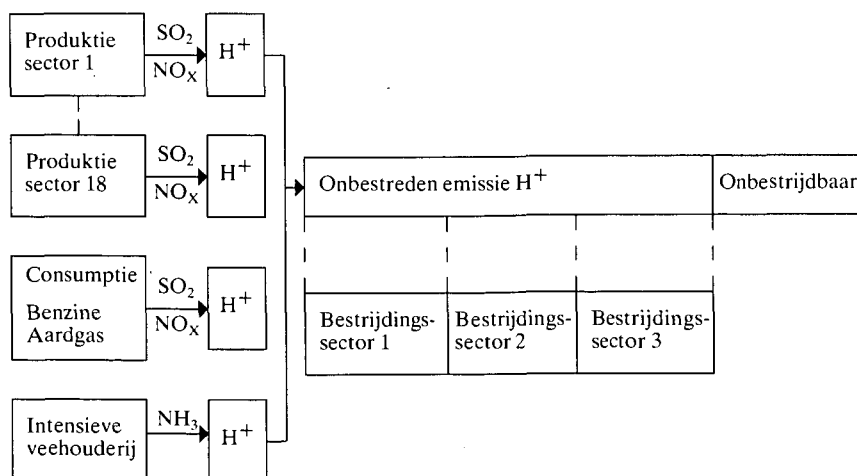 Produktie
sector 1
SO₂
NOₓ
H⁺
Produktie
sector 18
SO₂
NOₓ
H⁺
Onbestreden emissie H⁺
Onbestrijdbaar
Consumptie
Benzine
Aardgas
SO₂
NOₓ
H⁺
Bestrijdings-
sector 1
Bestrijdings-
sector 2
Bestrijdings-
sector 3
Intensieve
veehouderij
NH₃
H⁺